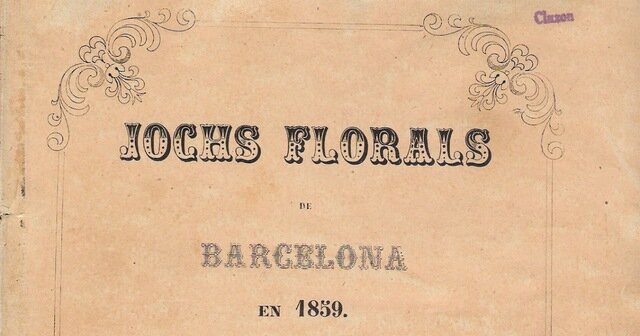 Clazon
JOCHS FLORALS
DE
BARCELONA
EN 1859.